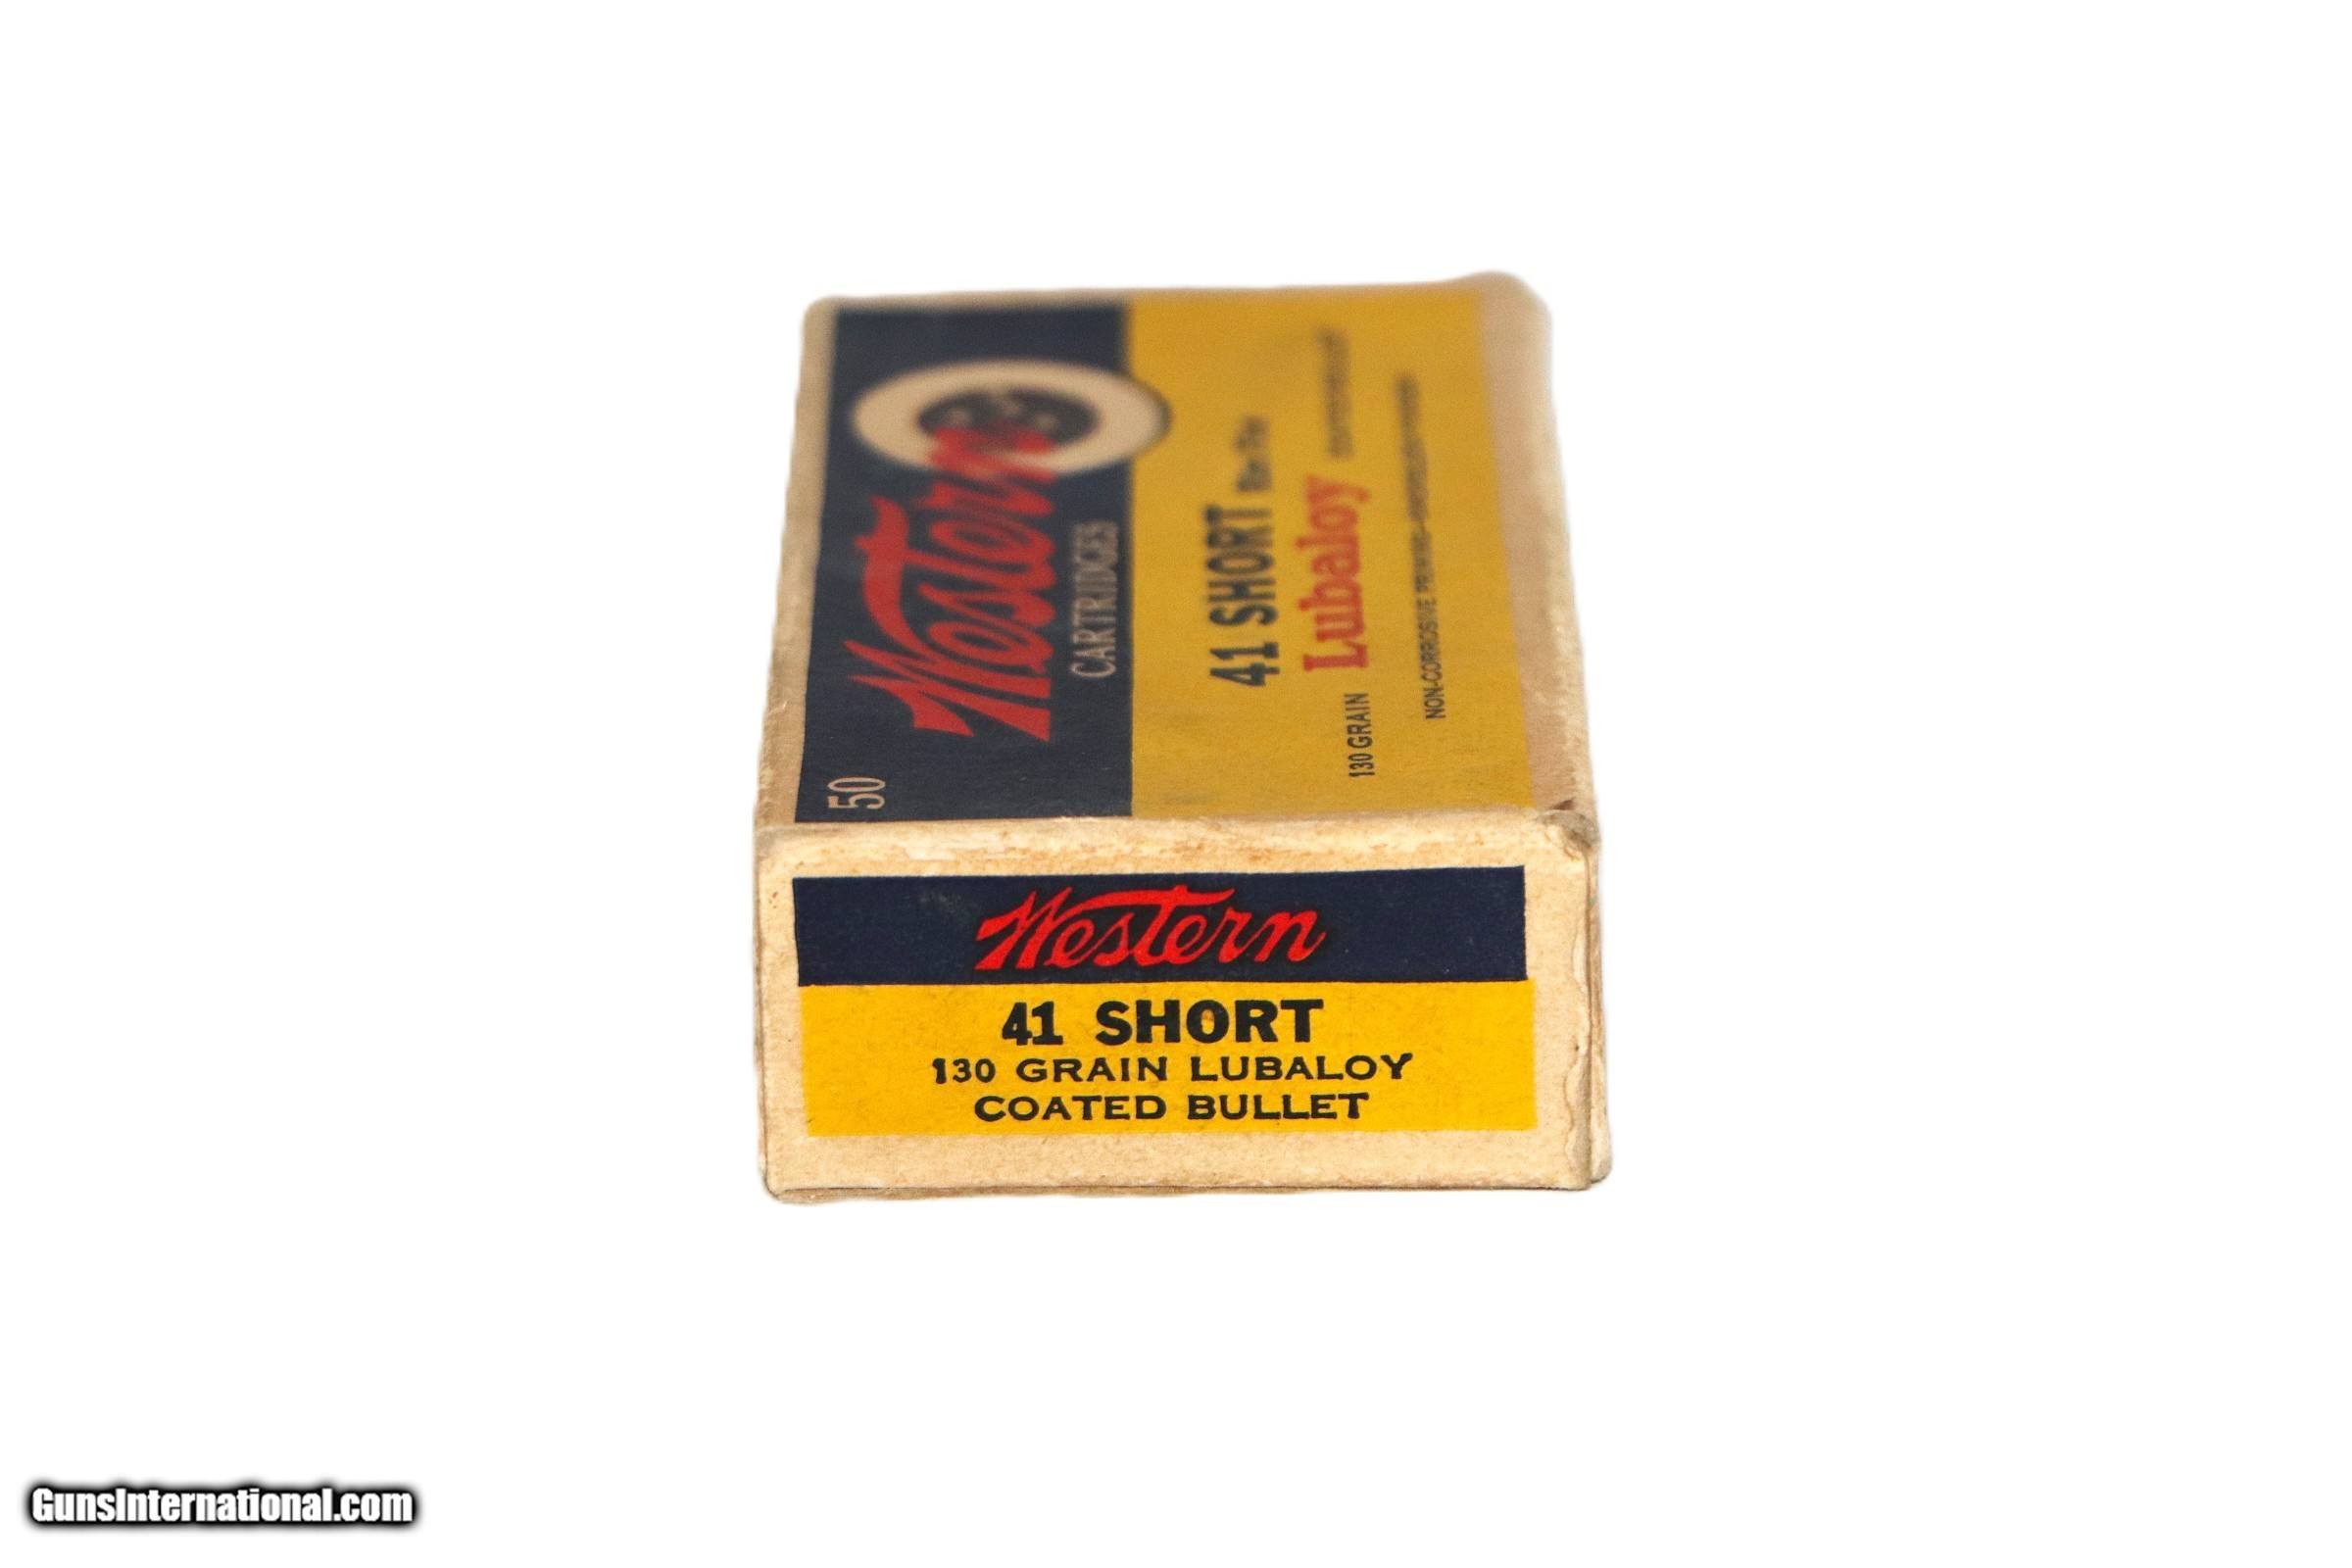 50
Western
CARTRIDGES
41 SHORT
130 GRAIN Lubaloy
NON-CORROSIVE PRIMING
Western
41 SHORT
130 GRAIN LUBALOY
COATED BULLET
GunsInternational.com